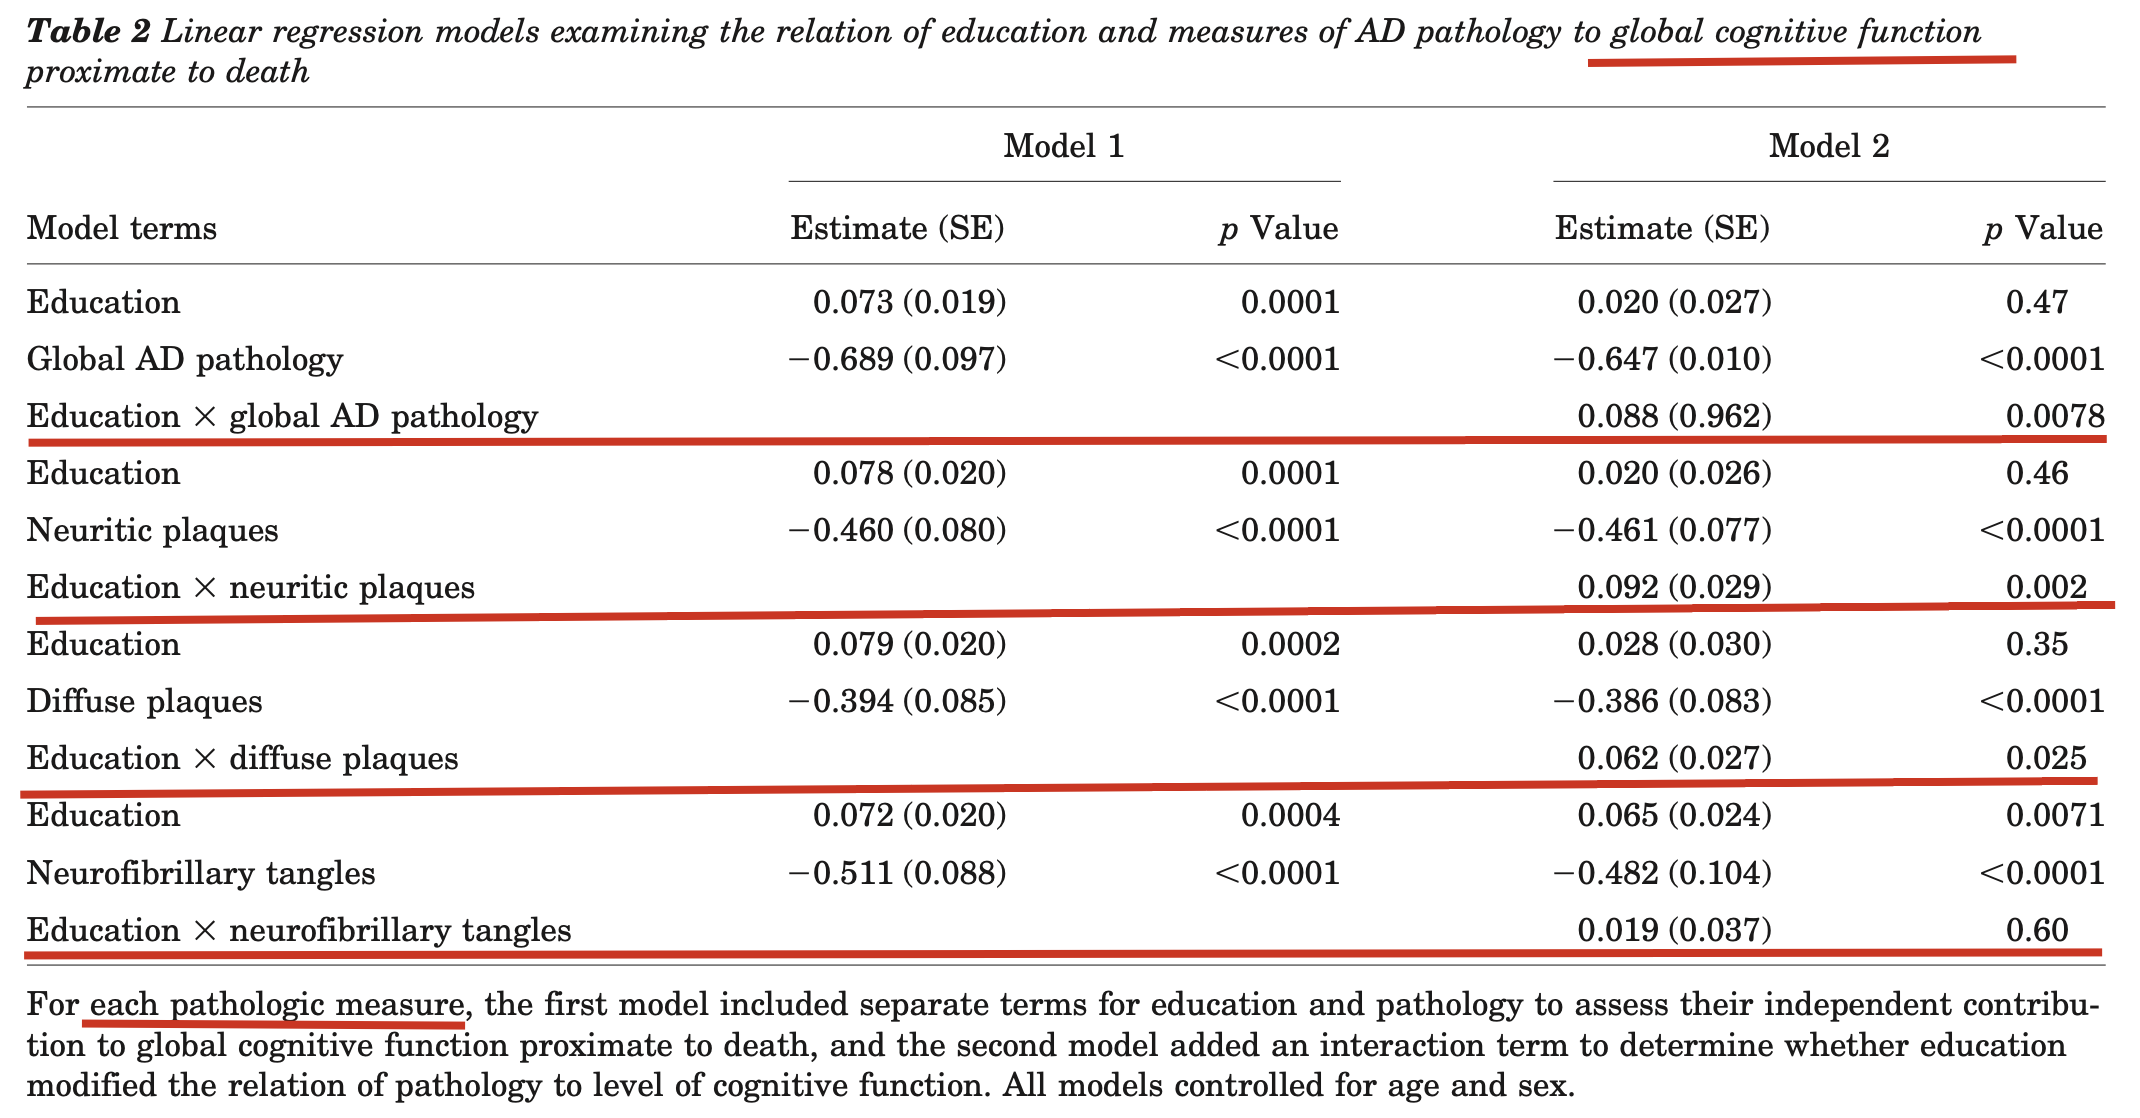 Table 2 Linear regression models examining the relation of education and measures of AD pathology to global cognitive function
proximate to death
Model 1 Model 2
Model terms Estimate (SE) p Value Estimate (SE) p Value
Education 0.073 (0.019) 0.0001 0.020 (0.027) 0.47
Global AD pathology −0.689 (0.097) <0.0001 −0.647 (0.010) <0.0001
Education × global AD pathology 0.088 (0.962) 0.0078
Education 0.078 (0.020) 0.0001 0.020 (0.026) 0.46
Neuritic plaques −0.460 (0.080) <0.0001 −0.461 (0.077) <0.0001
Education × neuritic plaques 0.092 (0.029) 0.002
Education 0.079 (0.020) 0.0002 0.028 (0.030) 0.35
Diffuse plaques −0.394 (0.085) <0.0001 −0.386 (0.083) <0.0001
Education × diffuse plaques 0.062 (0.027) 0.025
Education 0.072 (0.020) 0.0004 0.065 (0.024) 0.0071
Neurofibrillary tangles −0.511 (0.088) <0.0001 −0.482 (0.104) <0.0001
Education × neurofibrillary tangles 0.019 (0.037) 0.60
For each pathologic measure, the first model included separate terms for education and pathology to assess their independent contribu-
tion to global cognitive function proximate to death, and the second model added an interaction term to determine whether education
modified the relation of pathology to level of cognitive function. All models controlled for age and sex.